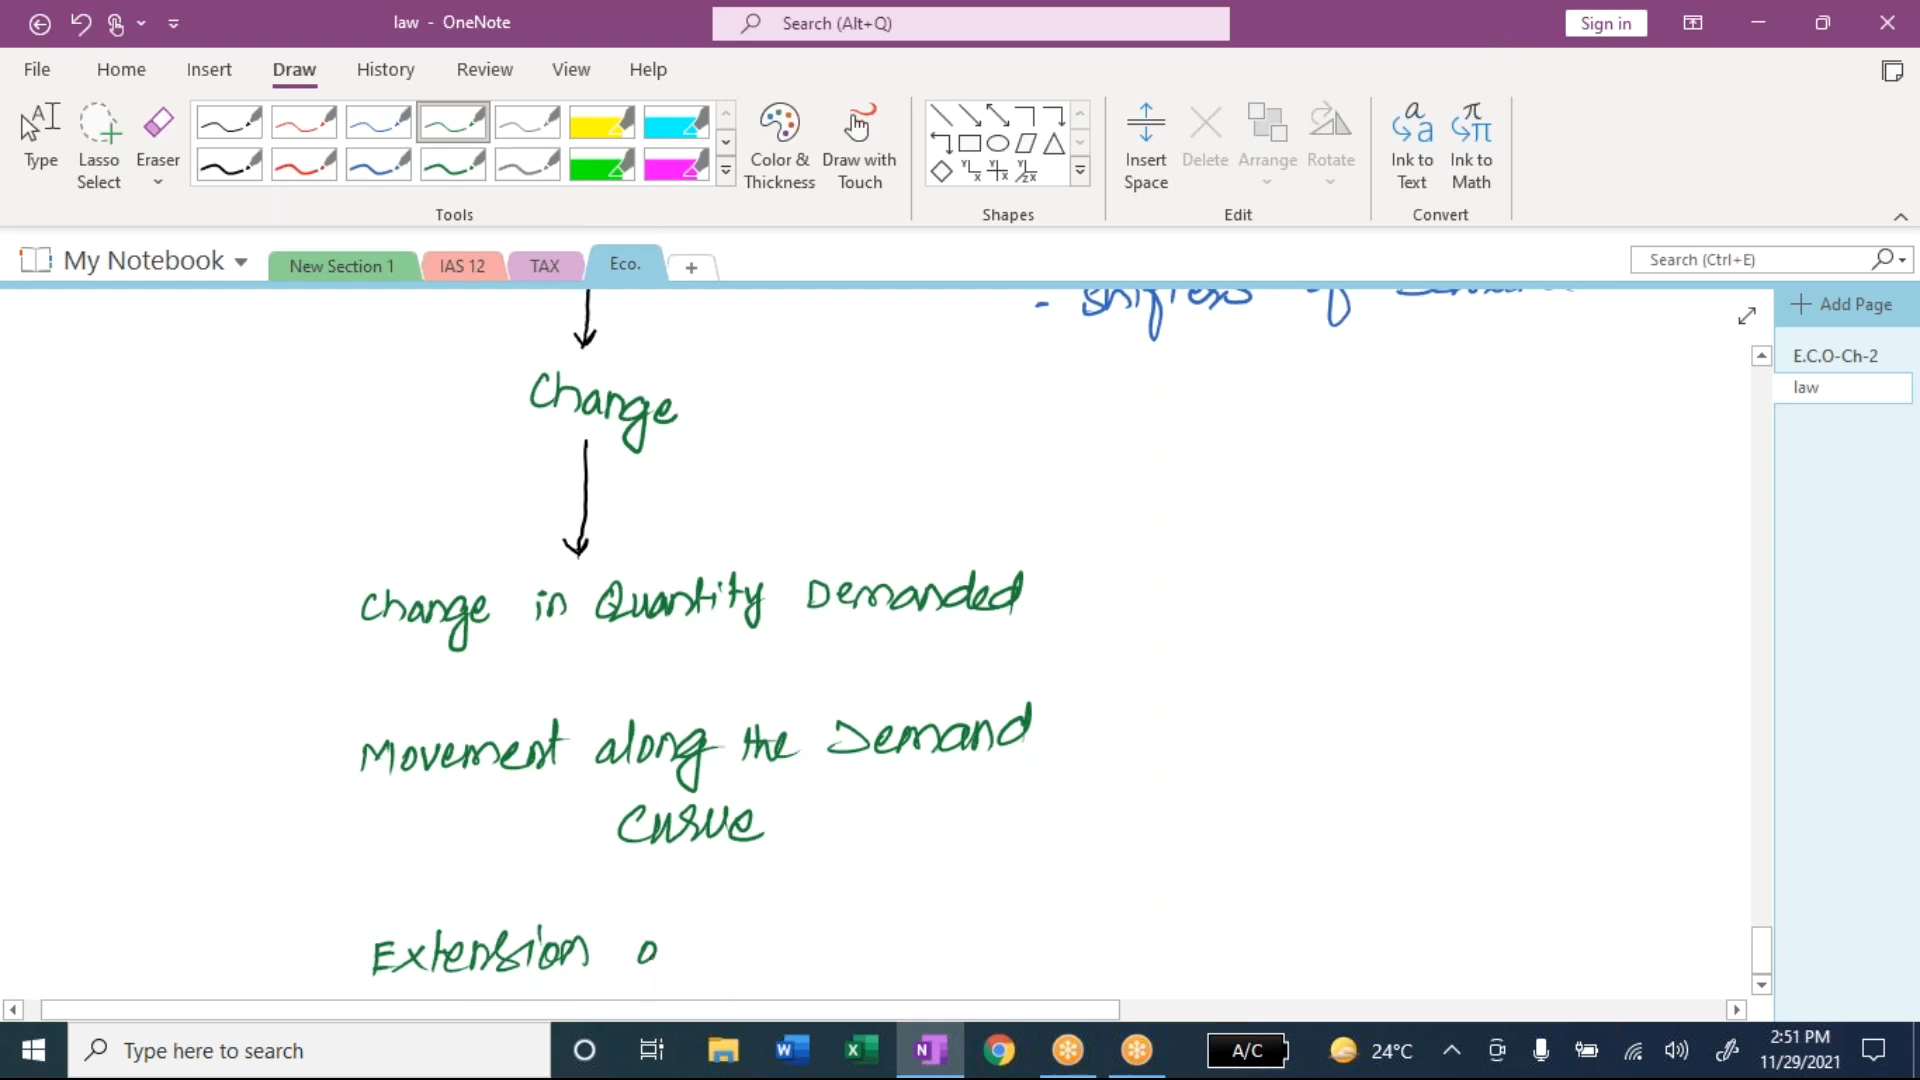 law - OneNote
Search (Alt+Q)
Sign in
File Home Insert Draw History Review View Help
Type
Lasso Select
Eraser
Color & Thickness
Draw with Touch
Insert Space
Delete
Arrange
Rotate
Ink to Text
Ink to Math
Tools
Shapes
Edit
Convert
My Notebook
New Section 1
IAS 12
TAX
Eco.
Search (Ctrl+E)
Add Page
E.C.O-Ch-2
law
- of
Change
Change in Quantity Demanded
Movement along the Demand
Curve
Extension o
Type here to search
A/C
24°C
2:51 PM
11/29/2021